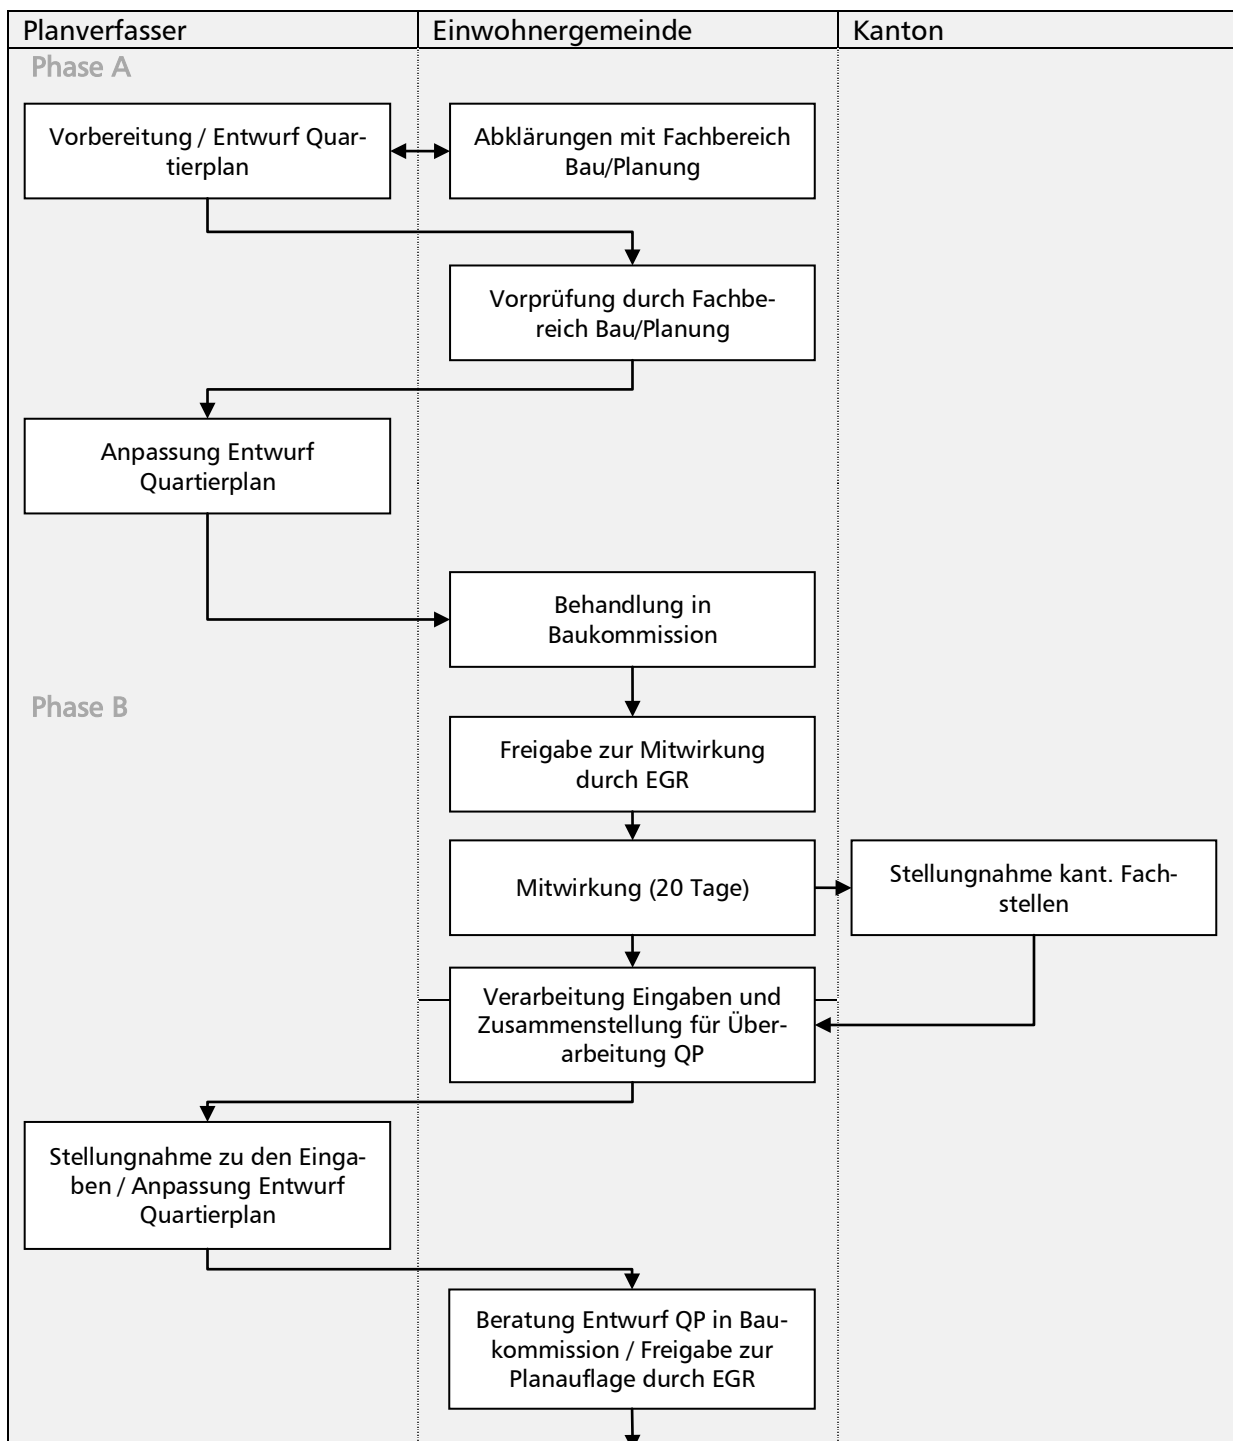 Planverfasser
Einwohnergemeinde
Kanton
Phase A
Vorbereitung / Entwurf Quar-
tierplan
Abklärungen mit Fachbereich
Bau/Planung
Vorprüfung durch Fachbe-
reich Bau/Planung
Anpassung Entwurf
Quartierplan
Behandlung in
Baukommission
Phase B
Freigabe zur Mitwirkung
durch EGR
Mitwirkung (20 Tage)
Stellungnahme kant. Fach-
stellen
Verarbeitung Eingaben und
Zusammenstellung für Über-
arbeitung QP
Stellungnahme zu den Einga-
ben / Anpassung Entwurf
Quartierplan
Beratung Entwurf QP in Bau-
kommission / Freigabe zur
Planauflage durch EGR